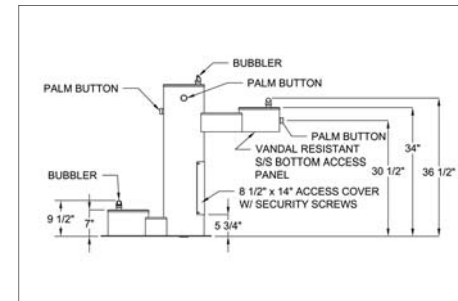 BUBBLER
PALM BUTTON
PALM BUTTON
PALM BUTTON
VANDAL RESISTANT
S/S BOTTOM ACCESS
PANEL
30 1/2"
34"
36 1/2"
BUBBLER
8 1/2" x 14" ACCESS COVER
W/ SECURITY SCREWS
9 1/2"
7"
5 3/4"